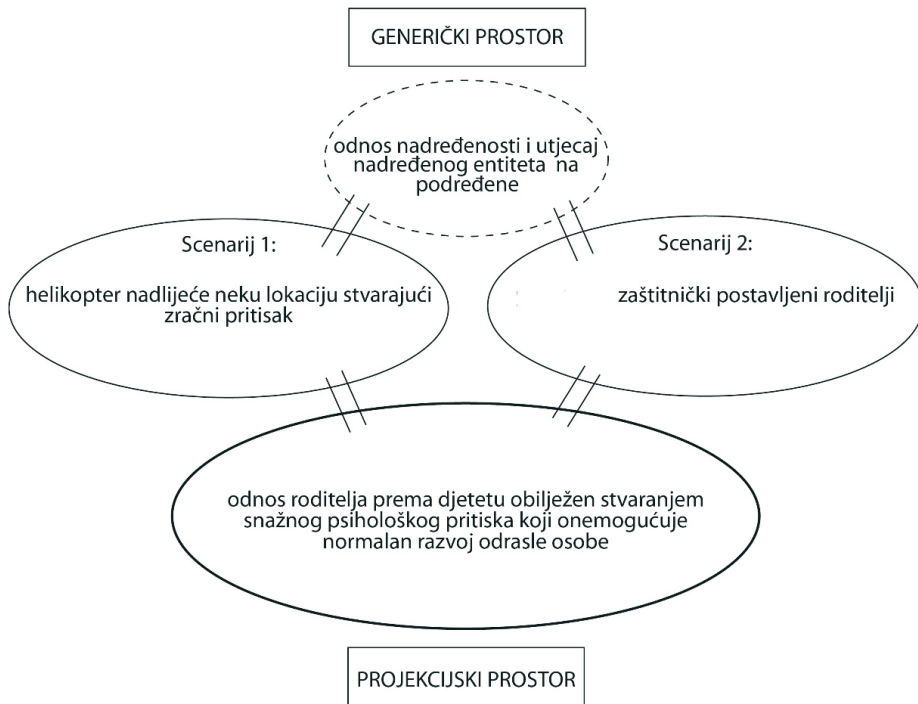 GENERIČKI PROSTOR
odnos nadređenosti i utjecaj
nadređenog entiteta na
podređene
Scenarij 1:
helikopter nadlijeće neku lokaciju stvarajući
zračni pritisak
Scenarij 2:
zaštitnički postavljeni roditelji
odnos roditelja prema djetetu obilježen stvaranjem
snažnog psihološkog pritiska koji onemogućuje
normalan razvoj odrasle osobe
PROJEKCIJSKI PROSTOR